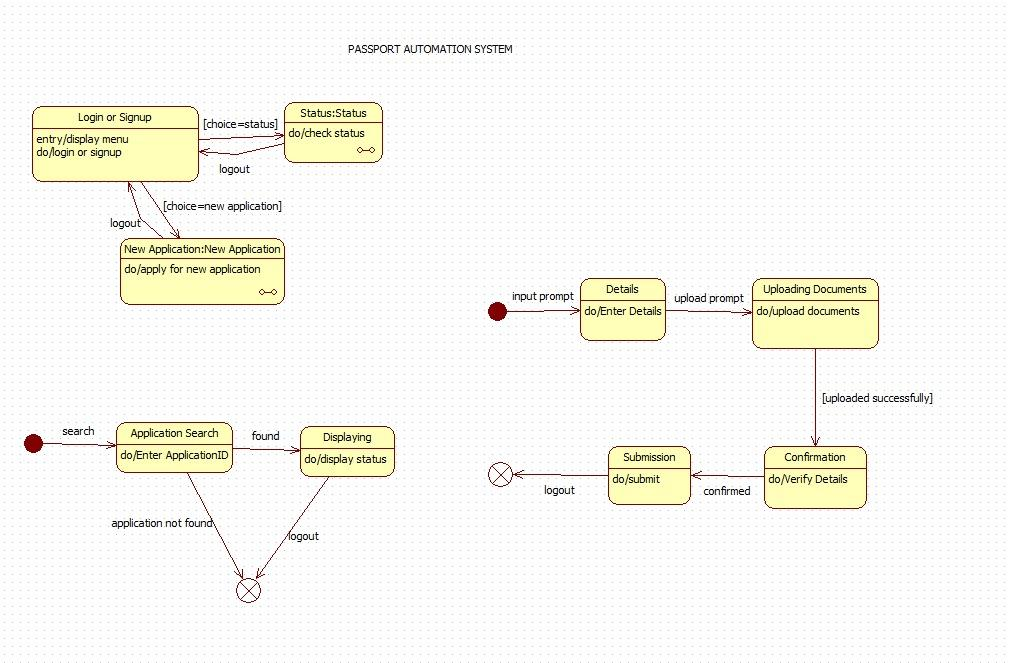 PASSPORT AUTOMATION SYSTEM
Login or Signup
entry/display menu
do/login or signup
[choice=status]
logout
Status:Status
do/check status
[choice=new application]
logout
New Application:New Application
do/apply for new application
input prompt
Details
do/Enter Details
upload prompt
Uploading Documents
do/upload documents
[uploaded successfully]
Confirmation
do/Verify Details
confirmed
Submission
do/submit
logout
search
Application Search
do/Enter ApplicationID
found
Displaying
do/display status
application not found
logout